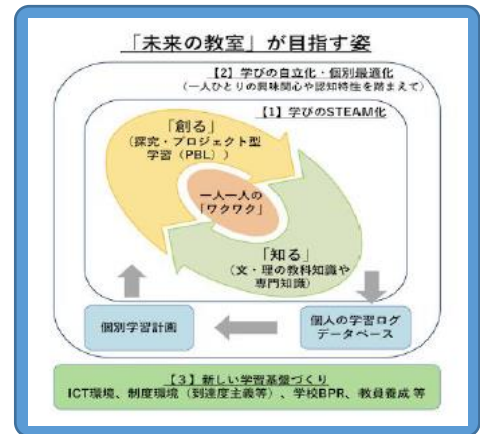 「未来の教室」が目指す姿
【2】学びの自立化・個別最適化
（一人ひとりの興味関心や認知特性を踏まえて）
【1】学びのSTEAM化
「創る」
（探究・プロジェクト型
学習（PBL））
一人一人の
「ワクワク」
「知る」
（文・理の教科知識や
専門知識）
個別学習計画
個人の学習ログ
データベース
【3】新しい学習基盤づくり
ICT環境、制度環境（到達度主義等）、学校BPR、教員養成 等